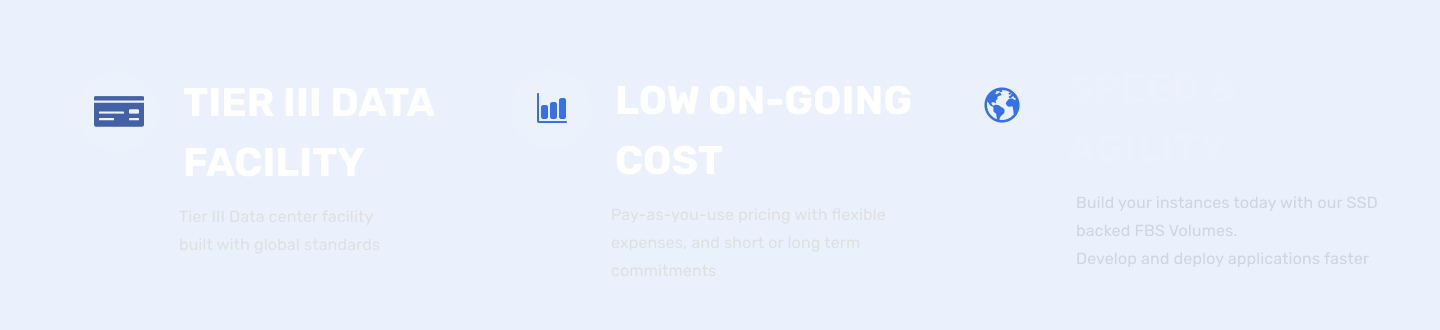 TIER III DATA
FACILITY
Tier III Data center facility
built with global standards
LOW ON-GOING
COST
Pay-as-you-use pricing with flexible
expenses, and short or long term
commitments
AGILITY
Build your instances today with our SSD
backed FBS Volumes.
Develop and deploy applications faster